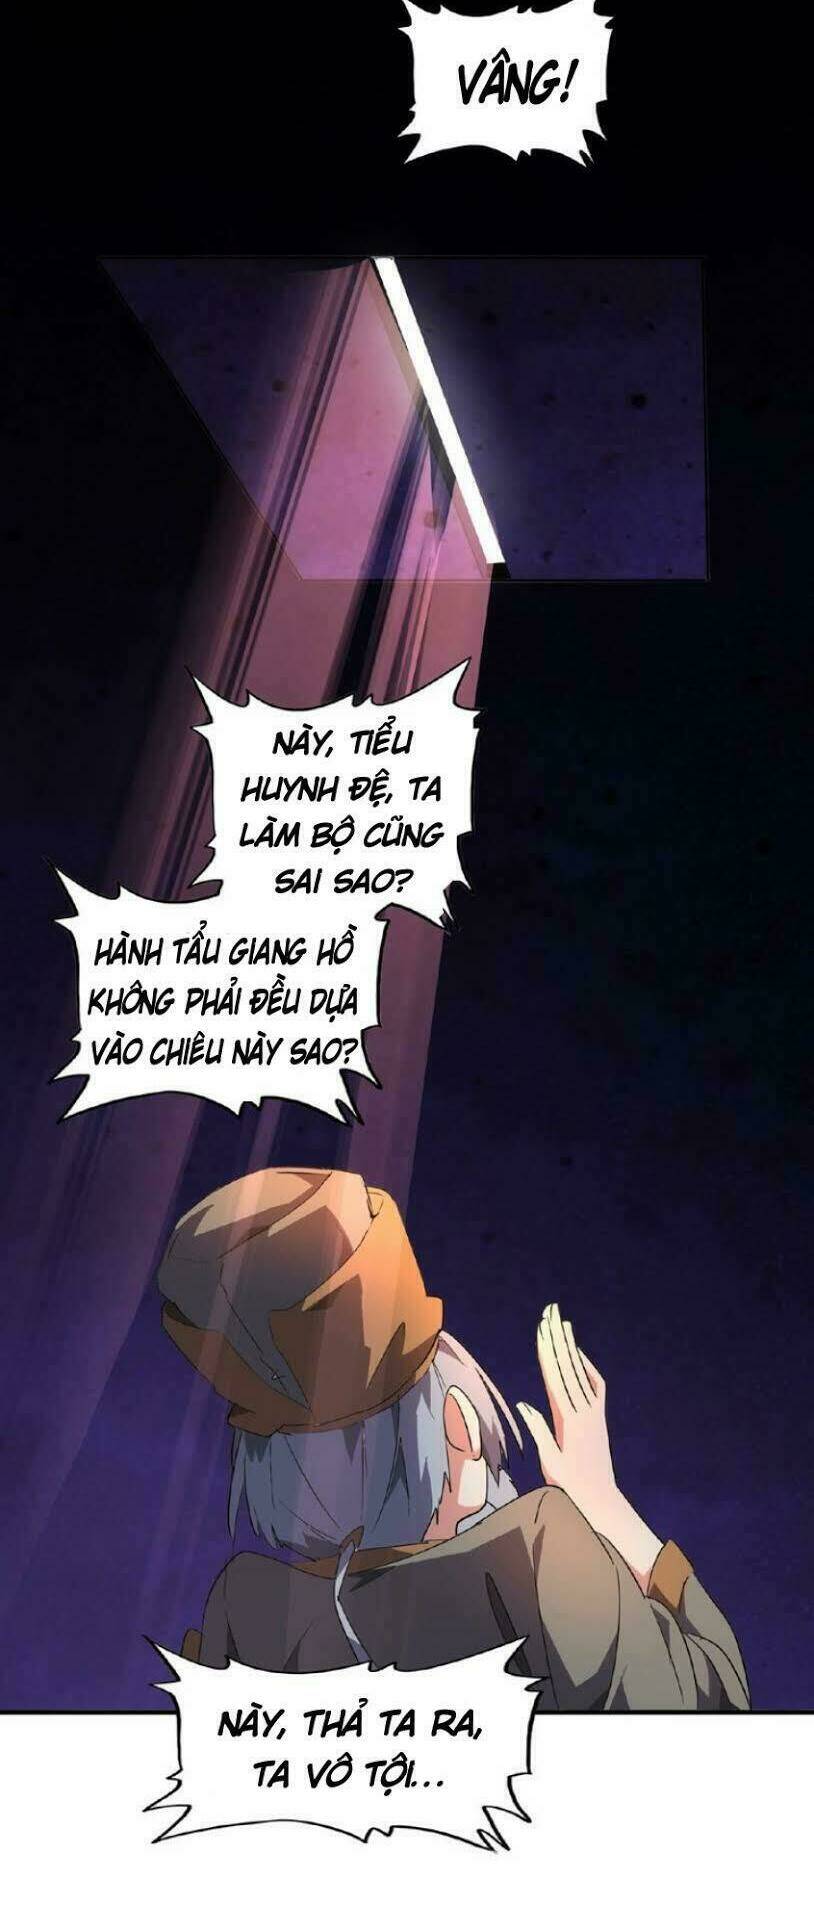 VÂNG!
NÀY, TIỂU
HUYNH ĐỆ, TA
LÀM BỘ CŨNG
SAI SAO?
HÀNH TẨU GIANG HỒ
KHÔNG PHẢI ĐỀU DỰA
VÀO CHIÊU NÀY SAO?
NÀY, THẢ TA RA,
TA VÔ TỘI...